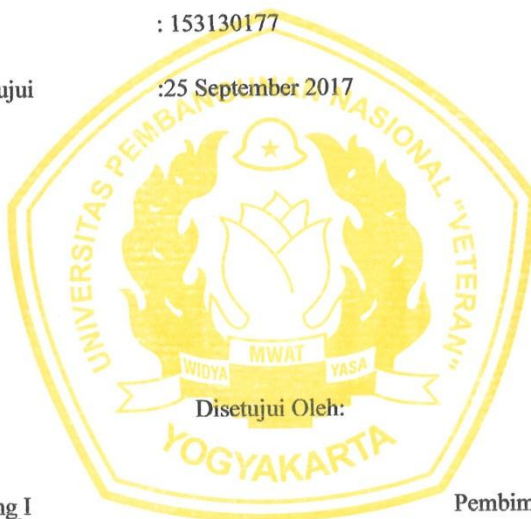 : 153130177
ujui :25 September 2017
UNIVERSITAS PEMBANGUNAN NASIONAL "VETERAN"
WIDYA MWAT YASA
Disetujui Oleh:
YOGYAKARTA
ng I Pembim